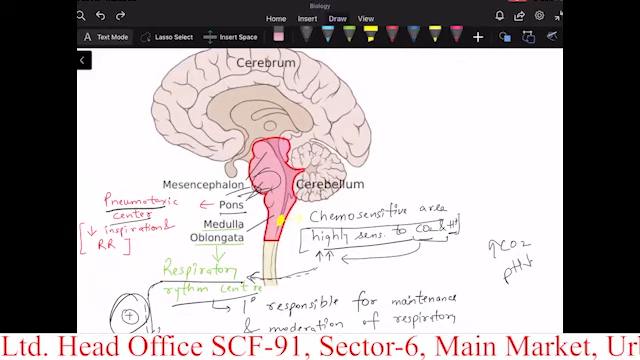 Biology
Home Insert Draw View
A Text Mode Lasso Select Insert Space
Cerebrum
Mesencephalon
Cerebellum
Pneumotaxic ← Pons
center
[↓ inspiration &
RR]
Medulla
Oblongata
Chemosensitive area
highly sens. to CO2 & H+
↑↑
Respiratory
rythm centre
CO2
pH↓
(+)
↳ 1° responsible for maintenance
& moderation of respiratory
Ltd. Head Office SCF-91, Sector-6, Main Market, Ur